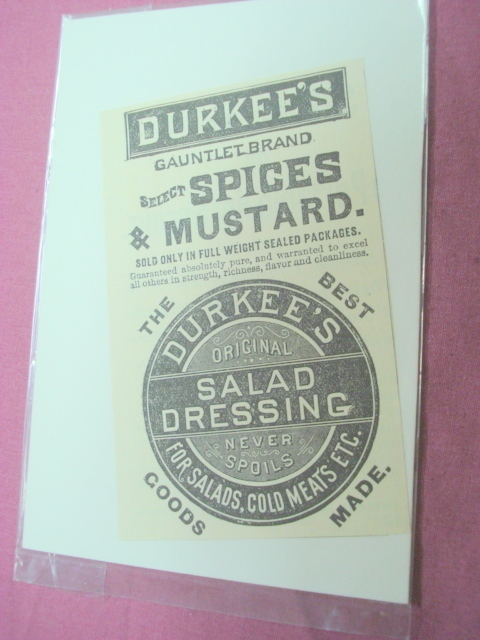 DURKEE'S
GAUNTLET BRAND
SELECT SPICES
& MUSTARD.
SOLD ONLY IN FULL WEIGHT SEALED PACKAGES.
Guaranteed absolutely pure, and warranted to excel
all others in strength, richness, flavor and cleanliness.
THE BEST
DURKEE'S
ORIGINAL
SALAD
DRESSING
NEVER
SPOILS
FOR SALADS, COLD MEATS ETC.
GOODS MADE.